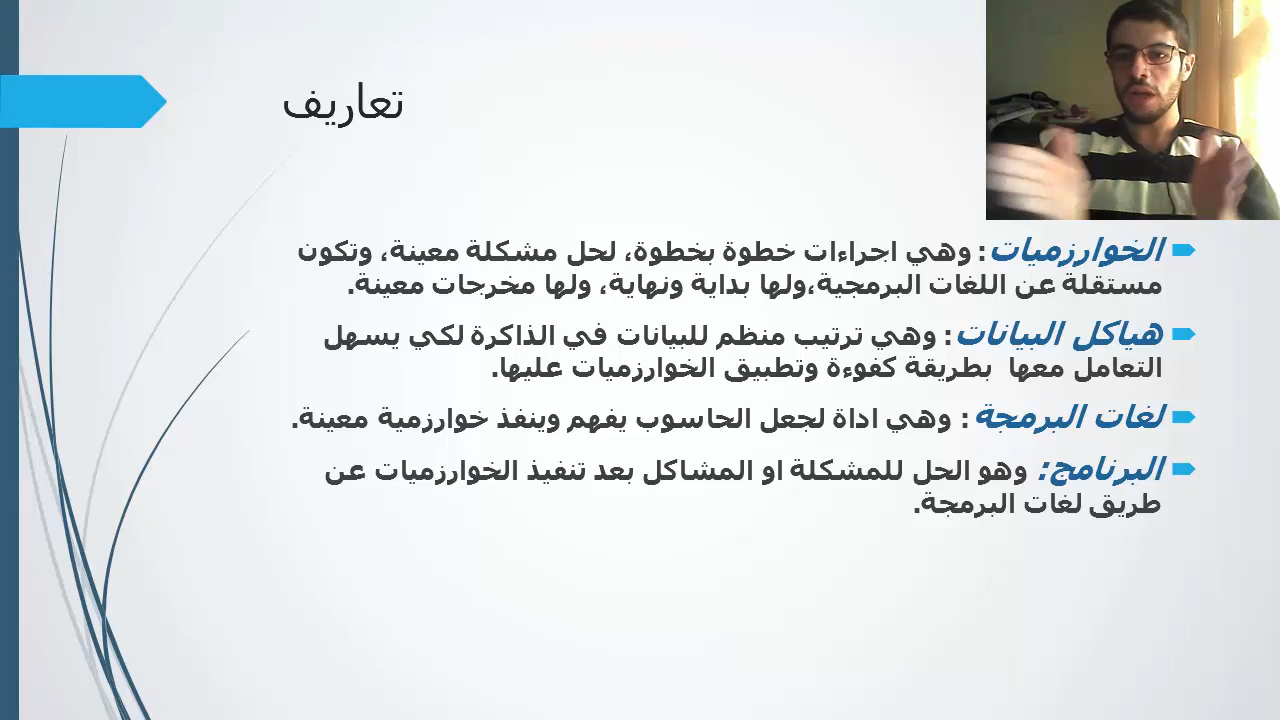 تعاريف
الخوارزميات: وهي اجراءات خطوة بخطوة، لحل مشكلة معينة، وتكون
مستقلة عن اللغات البرمجية،ولها بداية ونهاية، ولها مخرجات معينة.
هياكل البيانات: وهي ترتيب منظم للبيانات في الذاكرة لكي يسهل
التعامل معها بطريقة كفوءة وتطبيق الخوارزميات عليها.
لغات البرمجة: وهي اداة لجعل الحاسوب يفهم وينفذ خوارزمية معينة.
البرنامج: وهو الحل للمشكلة او المشاكل بعد تنفيذ الخوارزميات عن
طريق لغات البرمجة.